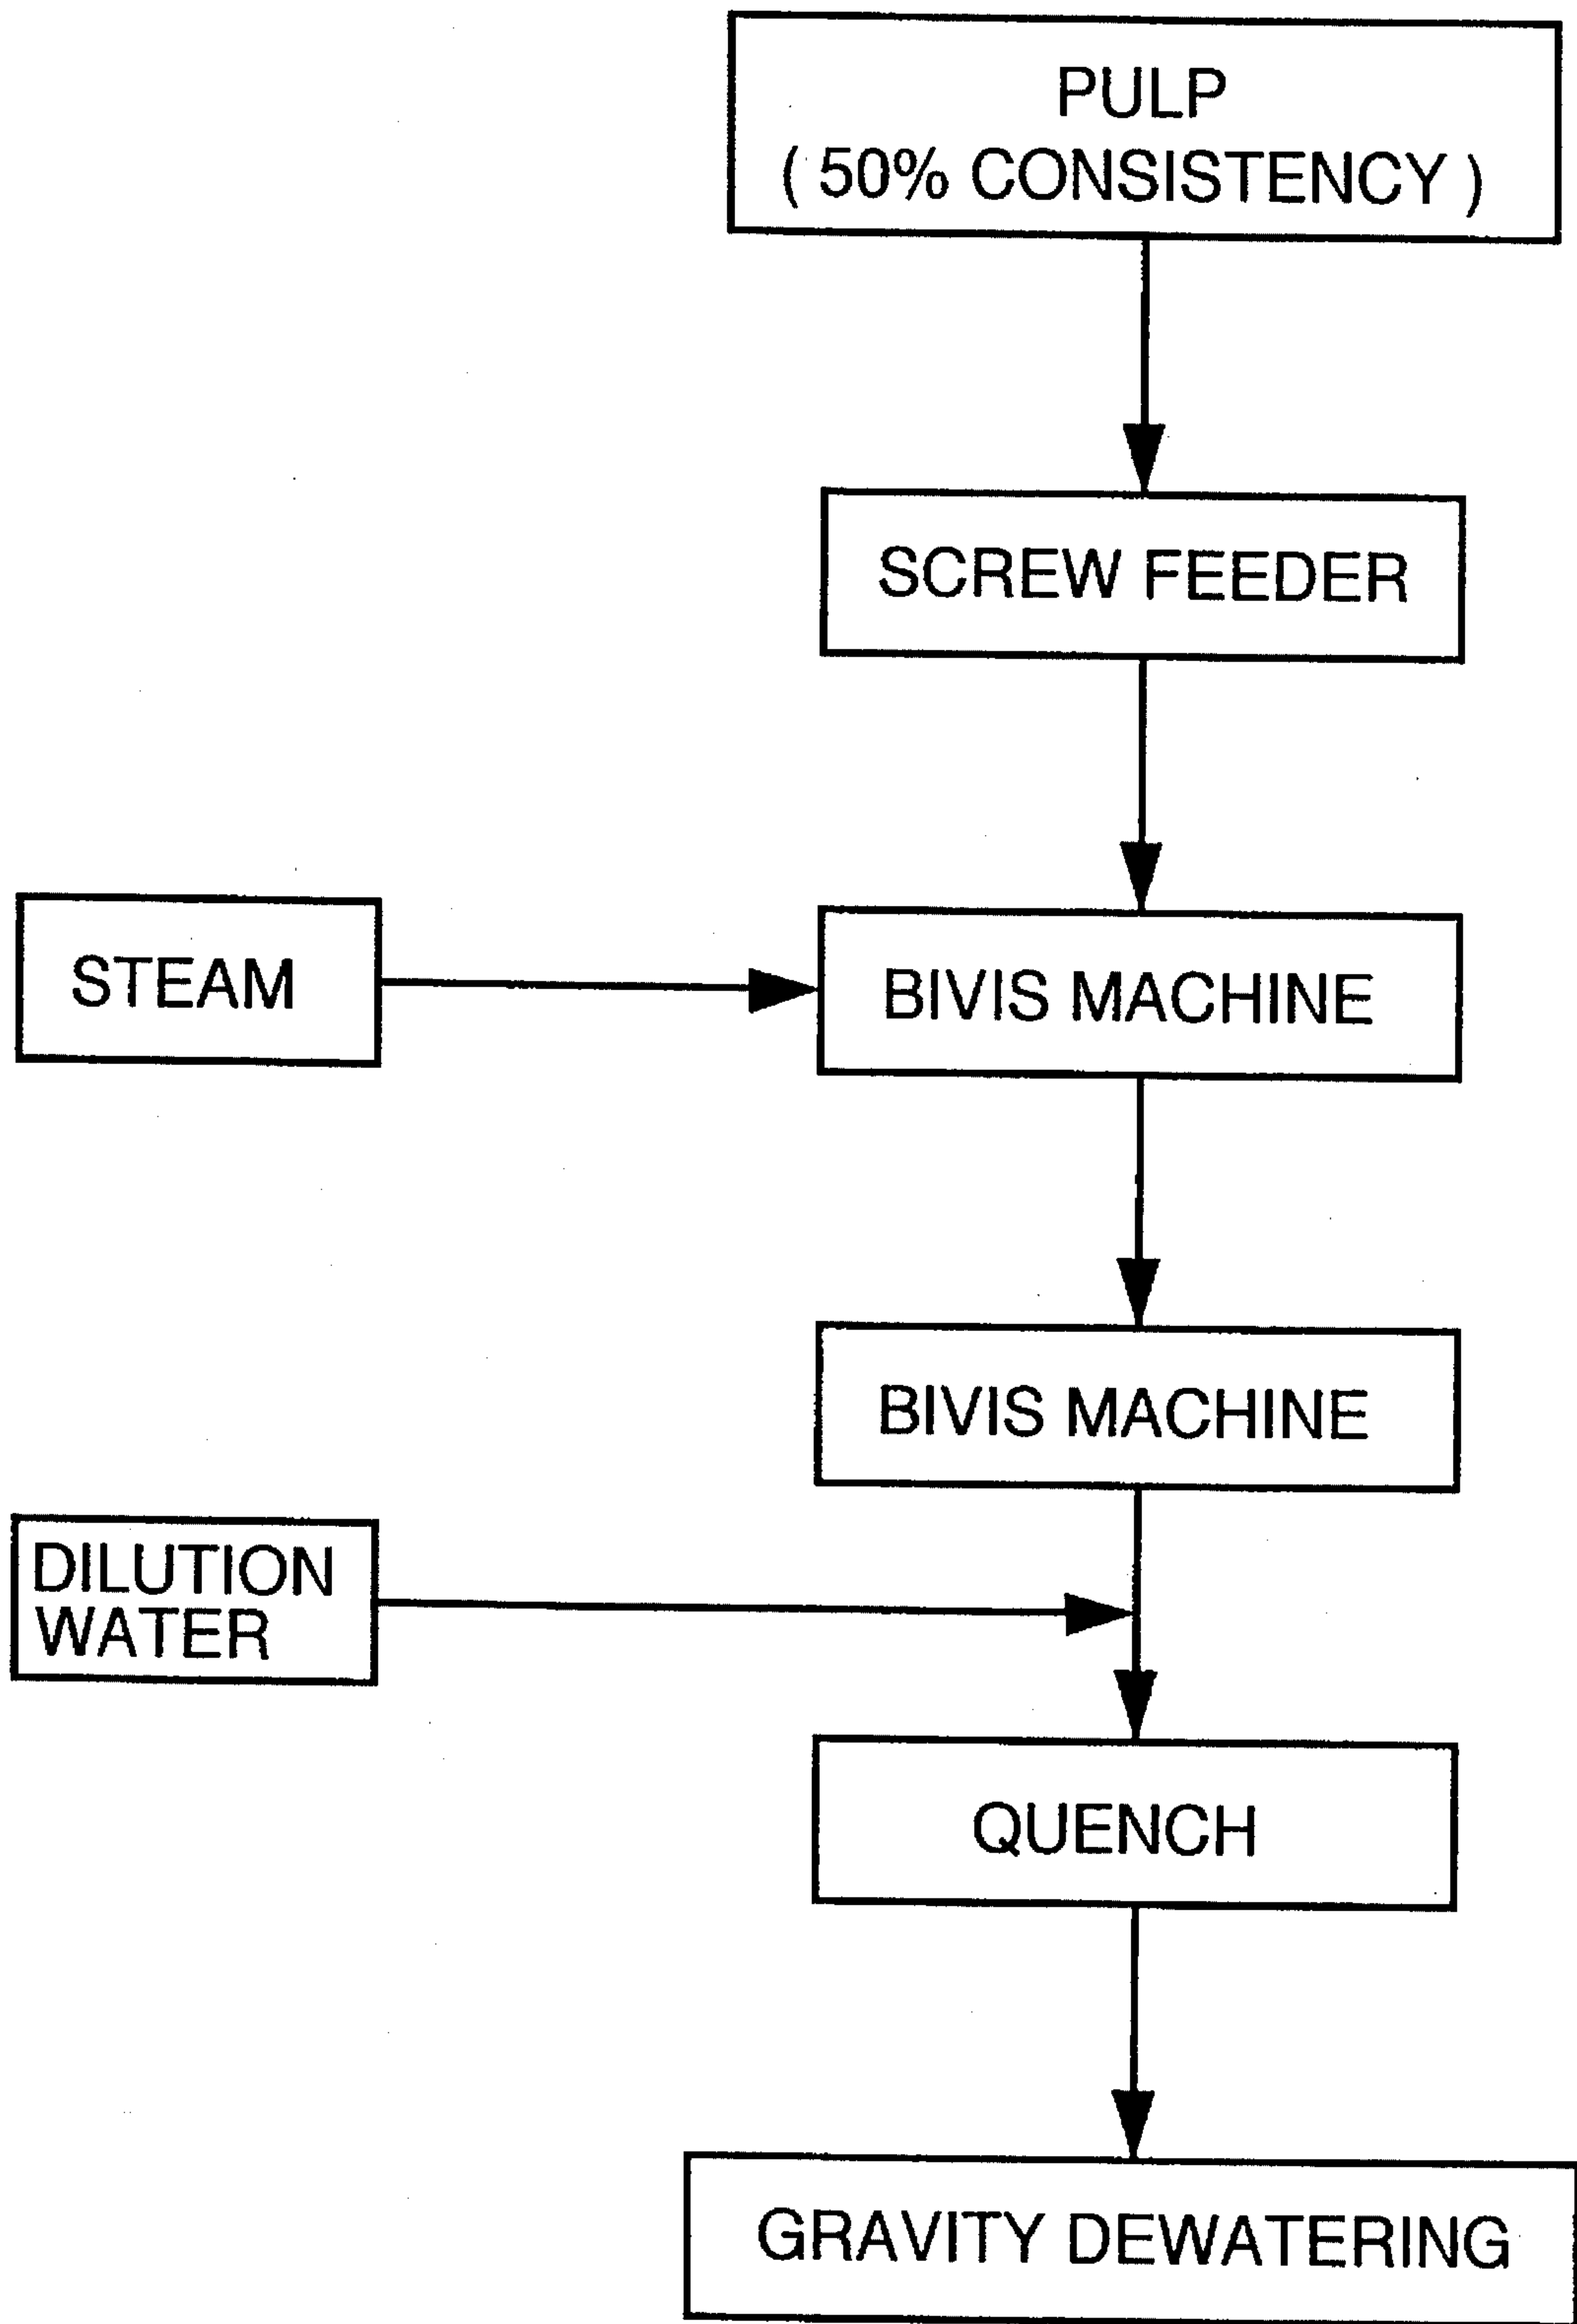 PULP
( 50% CONSISTENCY )
SCREW FEEDER
STEAM
BIVIS MACHINE
BIVIS MACHINE
DILUTION
WATER
QUENCH
GRAVITY DEWATERING